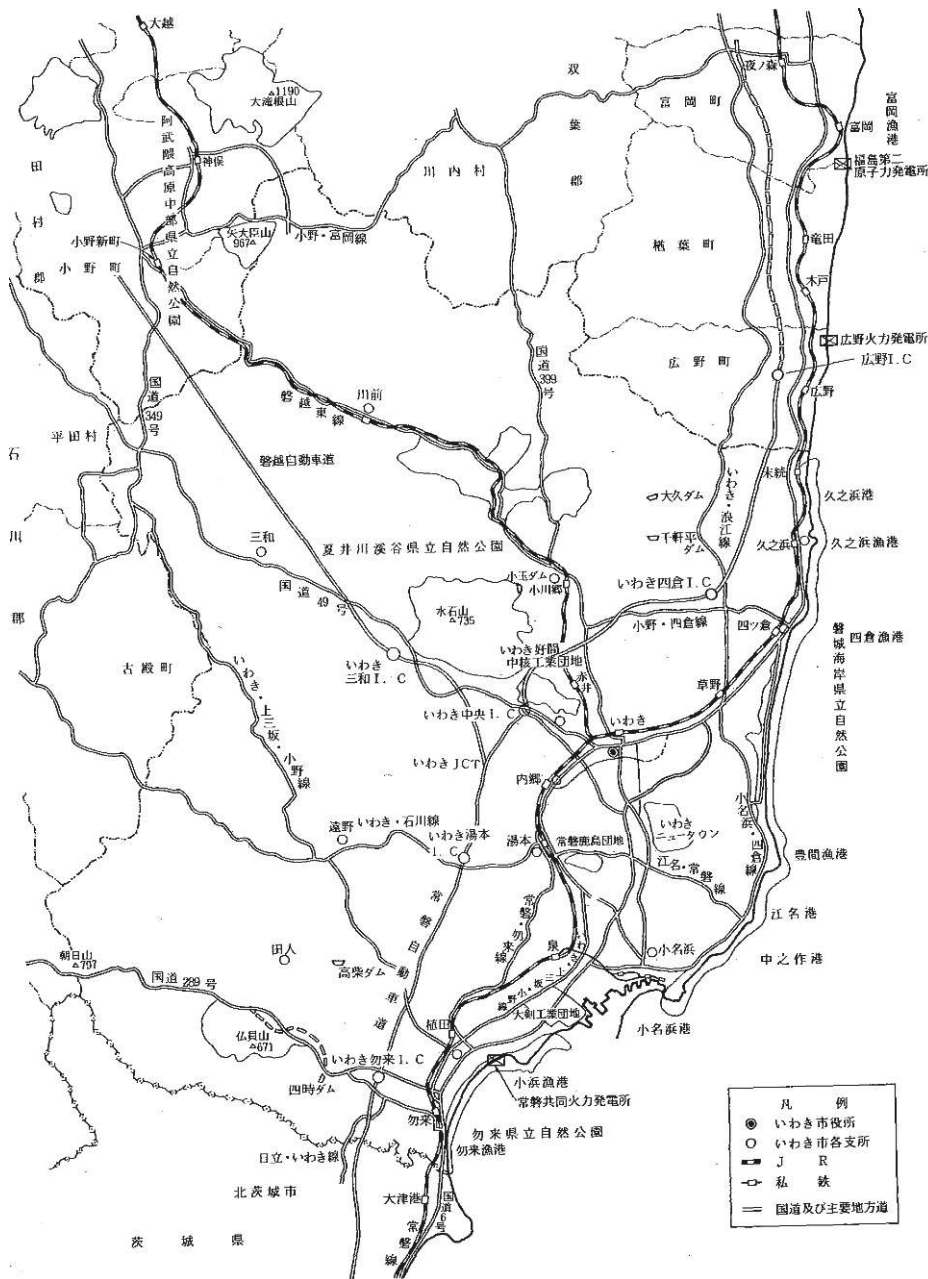 大越
△1190
大滝根山
阿武隈高原中部県立自然公園
神俣
田村郡
小野新町
小野町
矢大臣山
967△
小野・富岡線
川内村
双葉郡
富岡町
夜ノ森
富岡漁港
富岡
福島第二
原子力発電所
楢葉町
竜田
木戸
広野火力発電所
広野町
広野I.C
広野
国道349号
平田村
石川郡
磐越東線
川前
国道399号
磐越自動車道
三和
国道49号
夏井川渓谷県立自然公園
大久ダム
いわき・浪江線
千軒平
ダム
末続
久之浜港
久之浜
久之浜漁港
小玉ダム
小川郷
いわき四倉I.C
小野・四倉線
四ツ倉
四倉漁港
水石山
△735
いわき
三和I.C
いわき好間
中核工業団地
赤井
草野
磐城海岸県立自然公園
古殿町
いわき・上三坂・小野線
いわき中央I.C
いわき
いわきJCT
内郷
いわき
ニュータウン
小名浜・四倉線
遠野
いわき・石川線
いわき湯本
I.C
湯本
常磐鹿島団地
江名・常磐線
豊間漁港
江名港
中之作港
常磐自動車道
常磐・勿来線
泉
小名浜
朝日山
△797
国道289号
田人
高柴ダム
いわき・上三坂・小野線
大剣工業団地
小名浜港
仏具山
△671
植田
四時ダム
いわき勿来I.C
小浜漁港
常磐共同火力発電所
勿来
勿来県立自然公園
勿来漁港
日立・いわき線
北茨城市
大津港
国道6号
常磐線
茨城県
凡例
いわき市役所
いわき市各支所
JR
私鉄
国道及び主要地方道